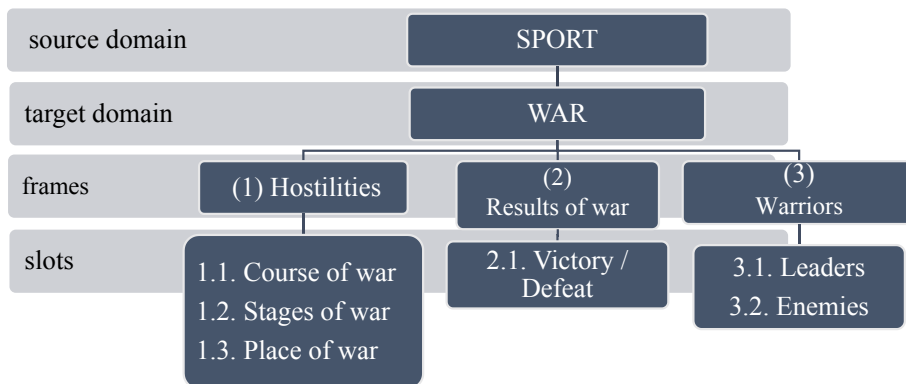 source domain
SPORT
target domain
WAR
frames
(1) Hostilities
(2)
Results of war
(3)
Warriors
slots
1.1. Course of war
1.2. Stages of war
1.3. Place of war
2.1. Victory /
Defeat
3.1. Leaders
3.2. Enemies